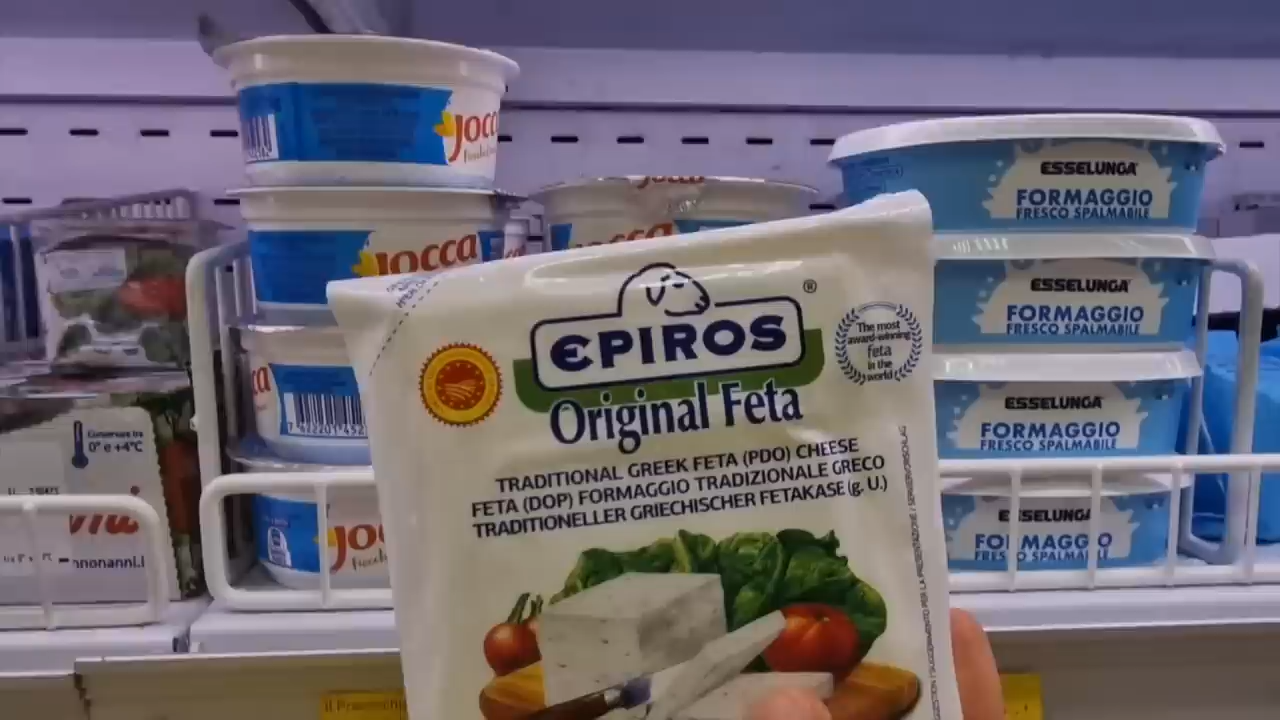 JOCCA
JOCCA
JOCCA
ESSELUNGA
FORMAGGIO
FRESCO SPALMABILE
ESSELUNGA
FORMAGGIO
FRESCO SPALMABILE
ESSELUNGA
FORMAGGIO
FRESCO SPALMABILE
ESSELUNGA
FORMAGGIO
FRESCO SPALMABILE
Conservare tra
0° e +4°C
EPIROS
®
Original Feta
The most
award-winning
feta
in the
world
TRADITIONAL GREEK FETA (PDO) CHEESE
FETA (DOP) FORMAGGIO TRADIZIONALE GRECO
TRADITIONELLER GRIECHISCHER FETAKASE (g. U.)